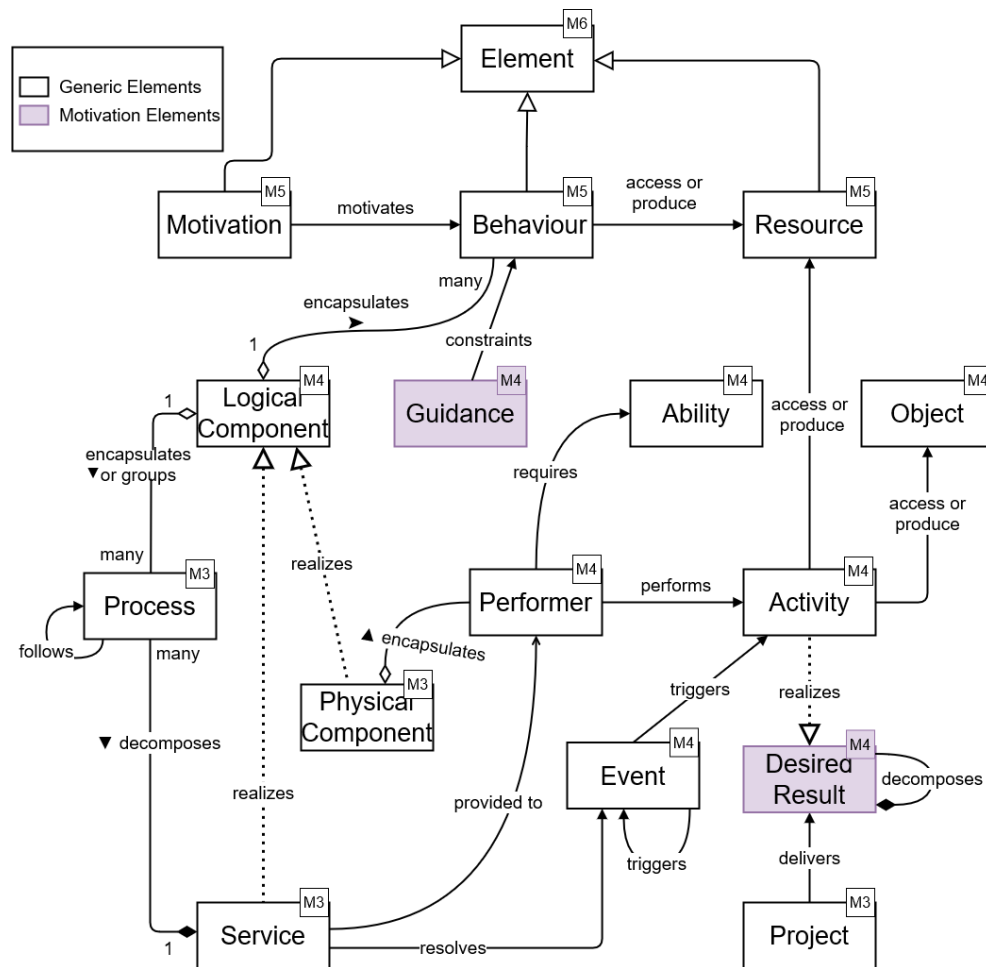 M6
Element
Generic Elements
Motivation Elements
M5
Motivation
motivates
M5
Behaviour
access or
produce
M5
Resource
many
encapsulates
1
constraints
M4
Logical
Component
1
M4
Guidance
M4
Ability
access or
produce
M4
Object
encapsulates
or groups
requires
access or
produce
many
realizes
M3
Process
follows
many
M4
Performer
performs
M4
Activity
encapsulates
M3
Physical
Component
triggers
realizes
decomposes
M4
Event
M4
Desired
Result
decomposes
realizes
provided to
triggers
delivers
M3
Service
1
resolves
M3
Project